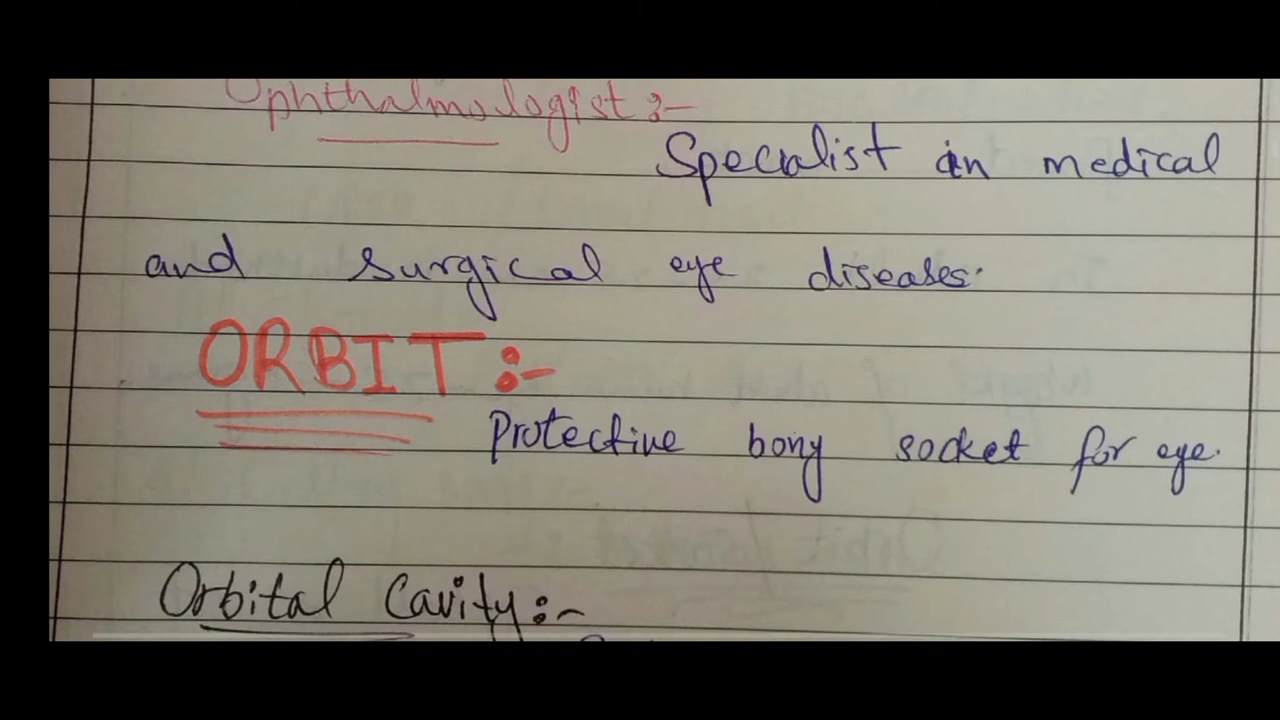 Ophthalmologist :-
Specialist in medical
and surgical eye diseases.
ORBIT :-
Protective bony socket for eye.
Orbital Cavity :-